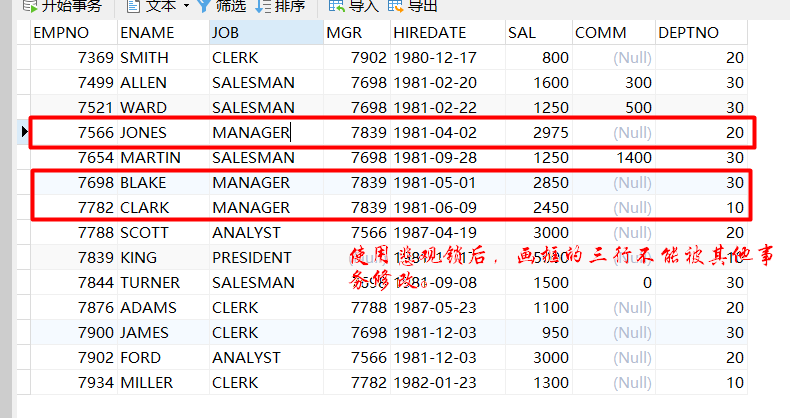 开始事务 文本 筛选 排序 导入 导出
EMPNO ENAME JOB MGR HIREDATE SAL COMM DEPTNO
7369 SMITH CLERK 7902 1980-12-17 800 (Null) 20
7499 ALLEN SALESMAN 7698 1981-02-20 1600 300 30
7521 WARD SALESMAN 7698 1981-02-22 1250 500 30
7566 JONES MANAGER 7839 1981-04-02 2975 (Null) 20
7654 MARTIN SALESMAN 7698 1981-09-28 1250 1400 30
7698 BLAKE MANAGER 7839 1981-05-01 2850 (Null) 30
7782 CLARK MANAGER 7839 1981-06-09 2450 (Null) 10
7788 SCOTT ANALYST 7566 1987-04-19 3000 (Null) 20
7839 KING PRESIDENT 10
使用悲观锁后，画框的三行不能被其他事
务修改。
7844 TURNER SALESMAN 7698 1981-09-08 1500 0 30
7876 ADAMS CLERK 7788 1987-05-23 1100 (Null) 20
7900 JAMES CLERK 7698 1981-12-03 950 (Null) 30
7902 FORD ANALYST 7566 1981-12-03 3000 (Null) 20
7934 MILLER CLERK 7782 1982-01-23 1300 (Null) 10